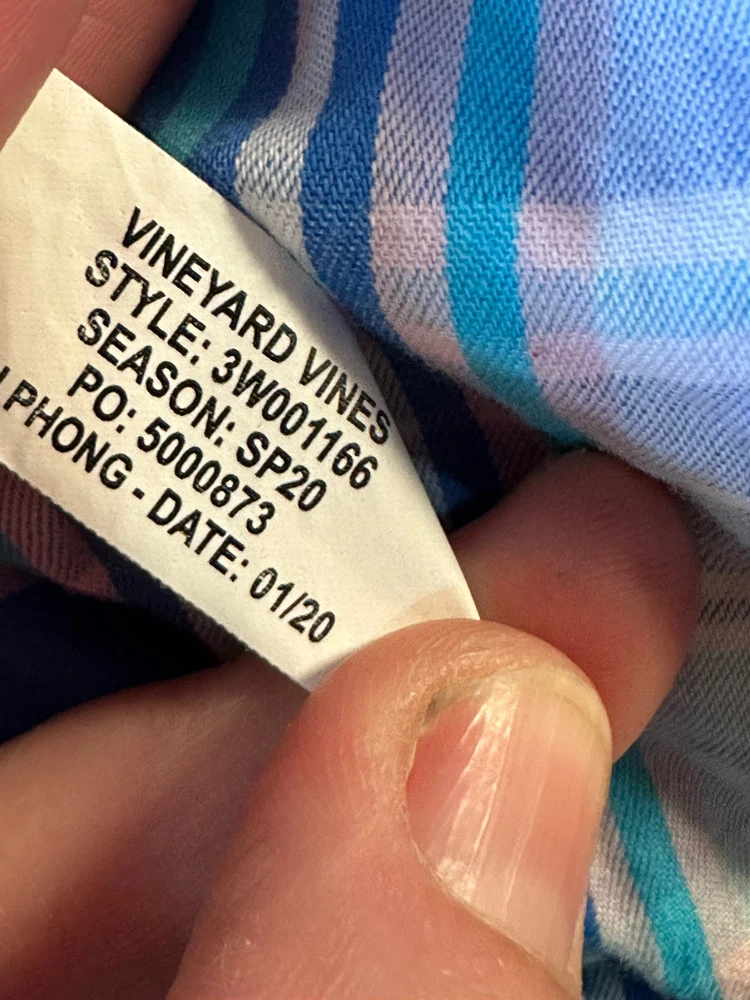 VINEYARD VINES
STYLE: 3W001166
SEASON: SP20
PO: 5000873
PHONG - DATE: 01/20